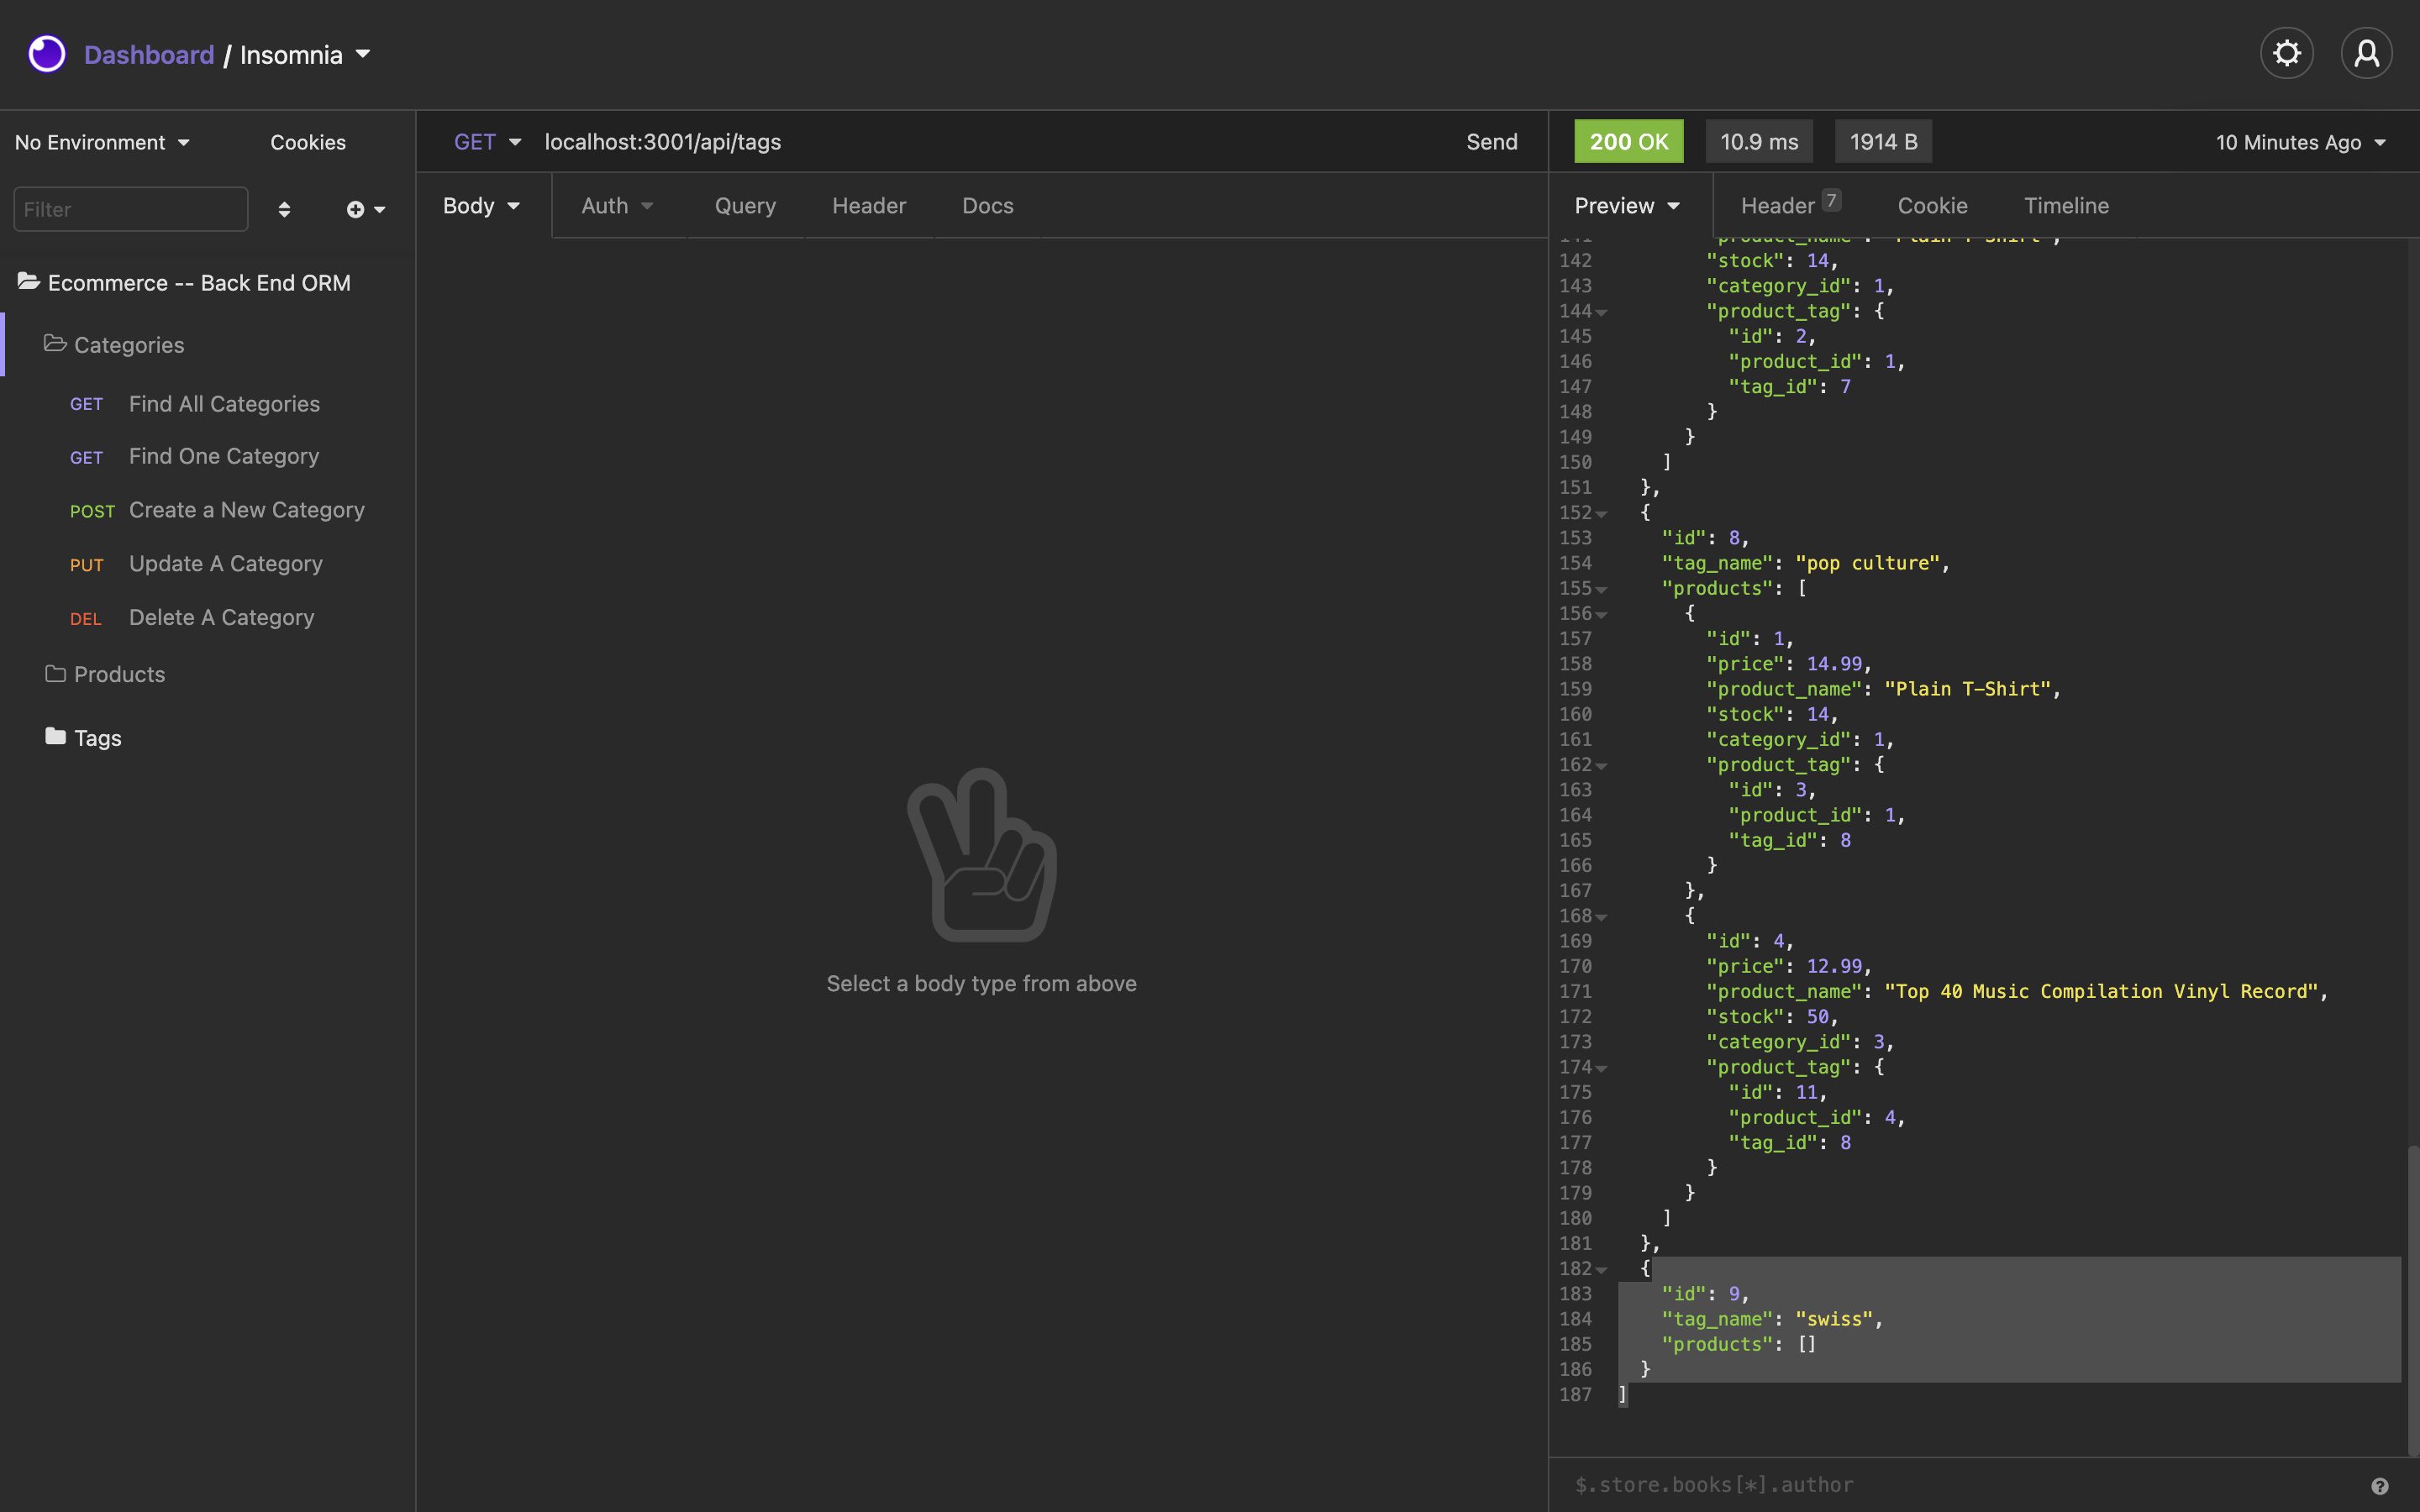 Dashboard / Insomnia
No Environment
Cookies
Filter
Ecommerce -- Back End ORM
Categories
GET Find All Categories
GET Find One Category
POST Create a New Category
PUT Update A Category
DEL Delete A Category
Products
Tags
GET localhost:3001/api/tags Send
Body Auth Query Header Docs
Select a body type from above
200 OK 10.9 ms 1914 B 10 Minutes Ago
Preview Header 7 Cookie Timeline
141 "product_name": "Plain T-Shirt",
142 "stock": 14,
143 "category_id": 1,
144 "product_tag": {
145 "id": 2,
146 "product_id": 1,
147 "tag_id": 7
148 }
149 }
150 ]
151 },
152 {
153 "id": 8,
154 "tag_name": "pop culture",
155 "products": [
156 {
157 "id": 1,
158 "price": 14.99,
159 "product_name": "Plain T-Shirt",
160 "stock": 14,
161 "category_id": 1,
162 "product_tag": {
163 "id": 3,
164 "product_id": 1,
165 "tag_id": 8
166 }
167 },
168 {
169 "id": 4,
170 "price": 12.99,
171 "product_name": "Top 40 Music Compilation Vinyl Record",
172 "stock": 50,
173 "category_id": 3,
174 "product_tag": {
175 "id": 11,
176 "product_id": 4,
177 "tag_id": 8
178 }
179 }
180 ]
181 },
182 {
183 "id": 9,
184 "tag_name": "swiss",
185 "products": []
186 }
187 ]
$.store.books[*].author